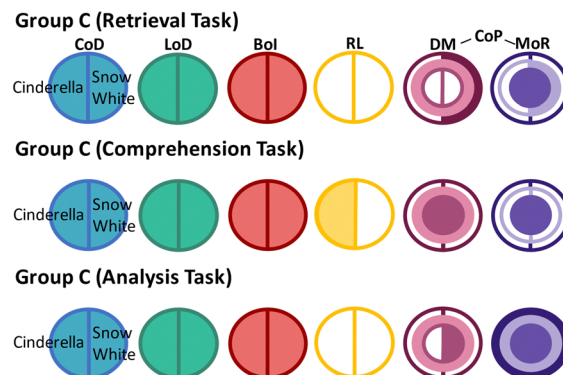 Group C (Retrieval Task)
CoD LoD BoI RL DM CoP MoR
Cinderella Snow White
Group C (Comprehension Task)
Cinderella Snow White
Group C (Analysis Task)
Cinderella Snow White